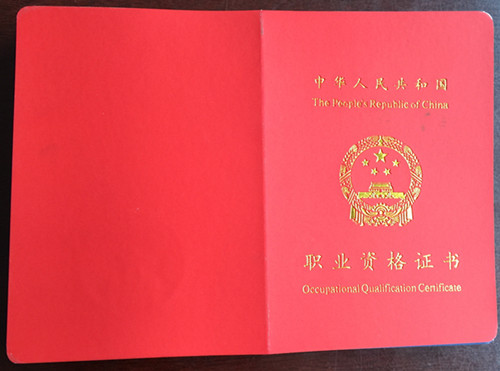 中华人民共和国
The People's Republic of China
职业资格证书
Occupational Qualification Certificate